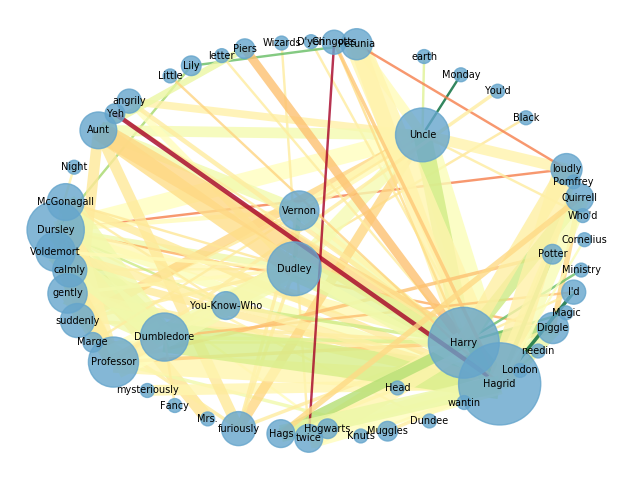 Wizards
D'yeh
Gringotts
Petunia
Piers
letter
Lily
Little
earth
Monday
You'd
angrily
Yeh
Black
Aunt
Uncle
Night
loudly
Pomfrey
McGonagall
Quirrell
Vernon
Who'd
Dursley
Cornelius
Voldemort
Potter
calmly
Dudley
Ministry
gently
I'd
You-Know-Who
Magic
suddenly
Diggle
Dumbledore
Marge
Harry
needin
Professor
London
Hagrid
mysteriously
Head
Fancy
wantin
Mrs.
Dundee
furiously
Hogwarts
Muggles
Hags
Knuts
twice